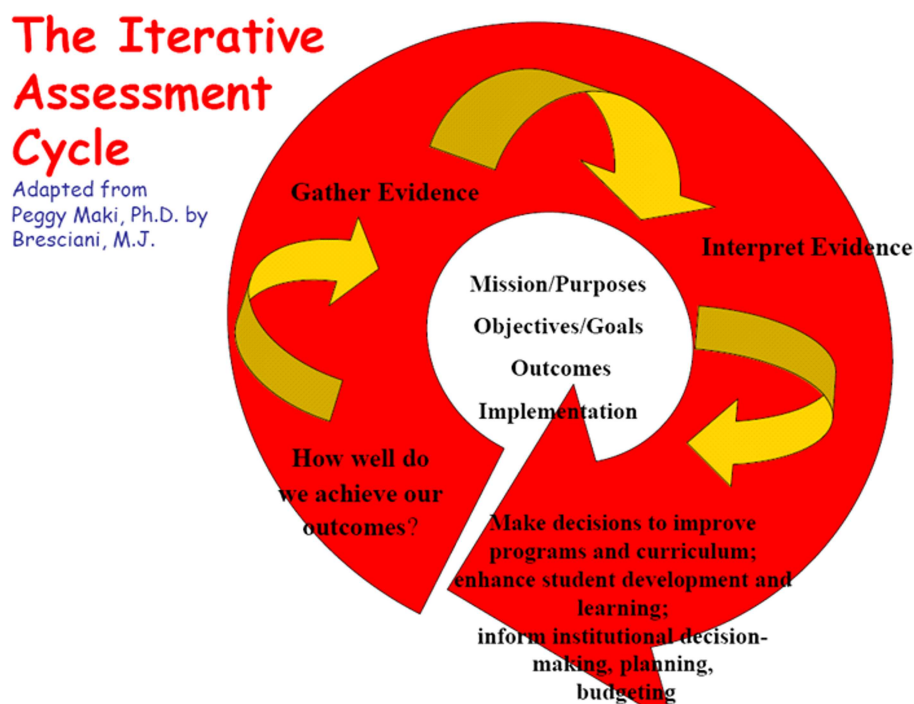 The Iterative
Assessment
Cycle
Adapted from
Peggy Maki, Ph.D. by
Bresciani, M.J.
Gather Evidence
Interpret Evidence
Mission/Purposes
Objectives/Goals
Outcomes
Implementation
How well do
we achieve our
outcomes?
Make decisions to improve
programs and curriculum;
enhance student development and
learning;
inform institutional decision-
making, planning,
budgeting